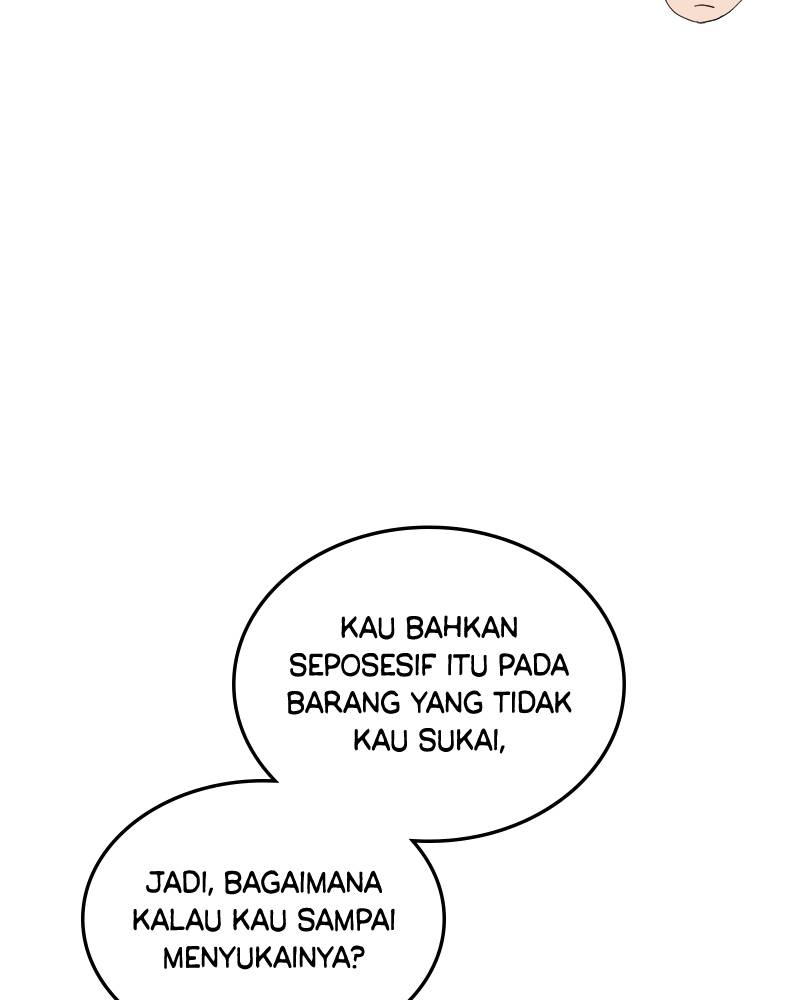 KAU BAHKAN
SEPOSESIF ITU PADA
BARANG YANG TIDAK
KAU SUKAI,
JADI, BAGAIMANA
KALAU KAU SAMPAI
MENYUKAINYA?